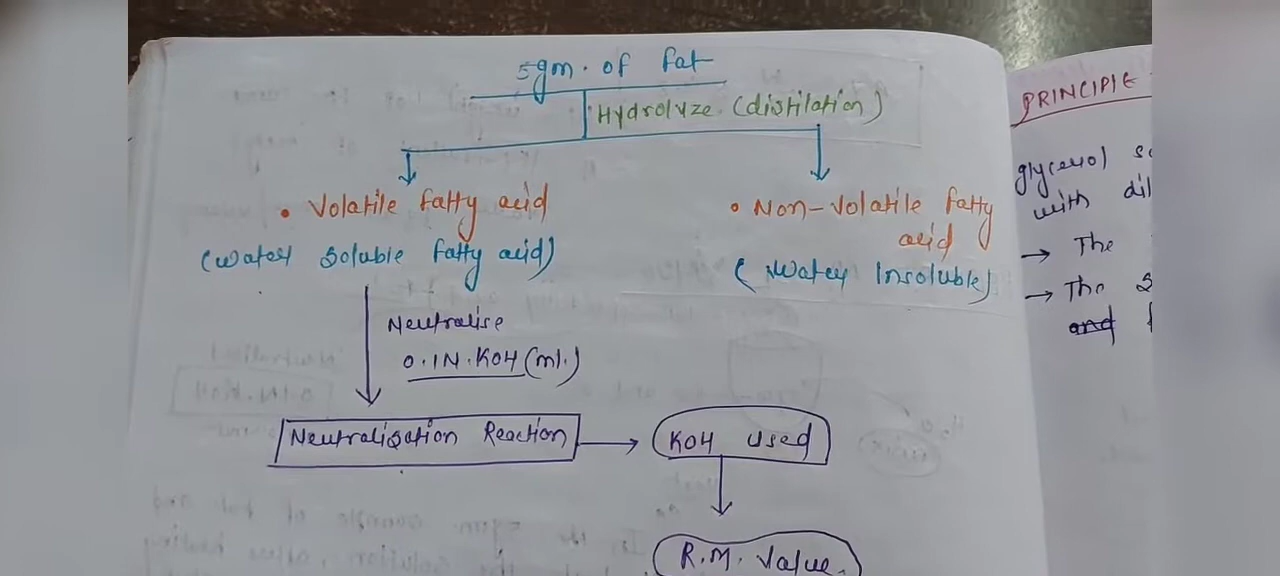 5gm. of fat
Hydrolyze (distilation)
• Volatile fatty acid
(Water Soluble fatty acid)
• Non-Volatile fatty
acid
(Water Insoluble)
Neutralise
0.1N.KOH (ml.)
Neutralisation Reaction
KOH used
R.M. Value.
PRINCIPLE
glycerol
with
→ The
→ The
and